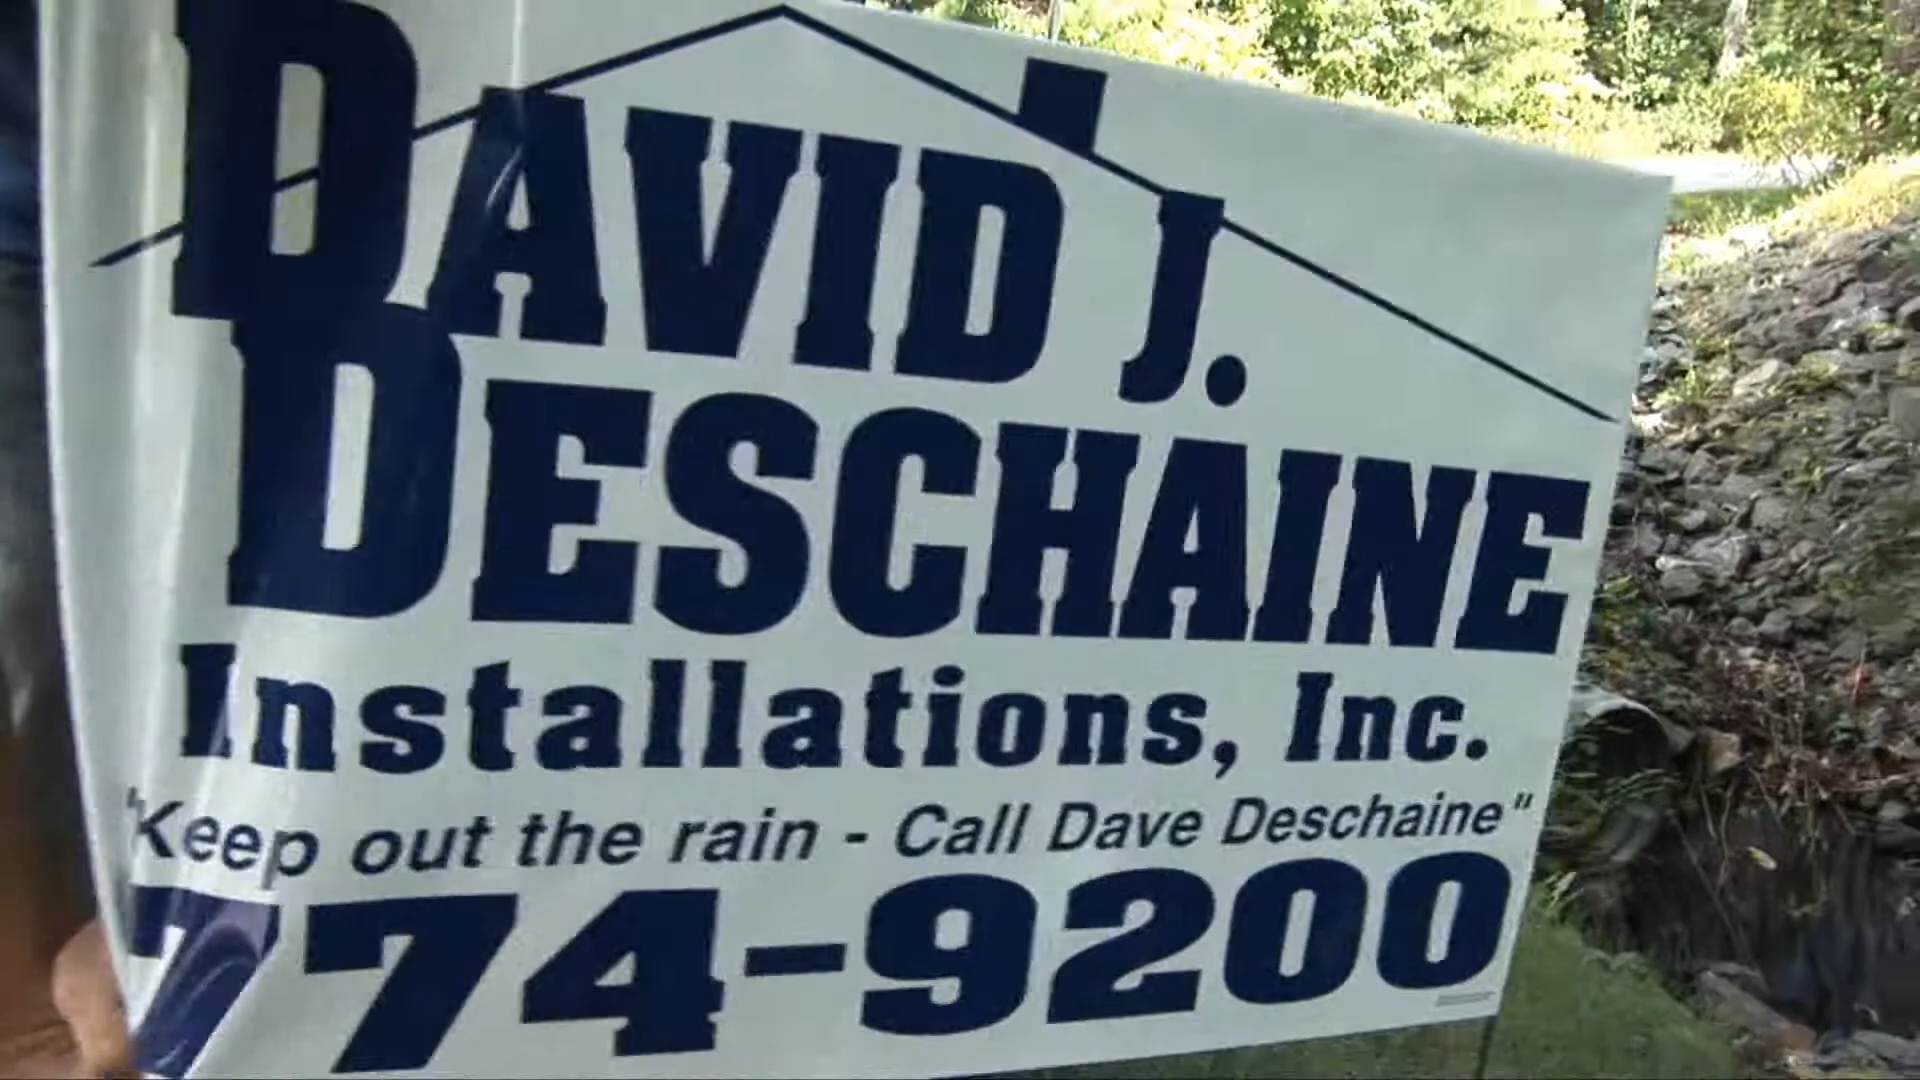 DAVID J.
DESCHAINE
Installations, Inc.
"Keep out the rain - Call Dave Deschaine"
774-9200